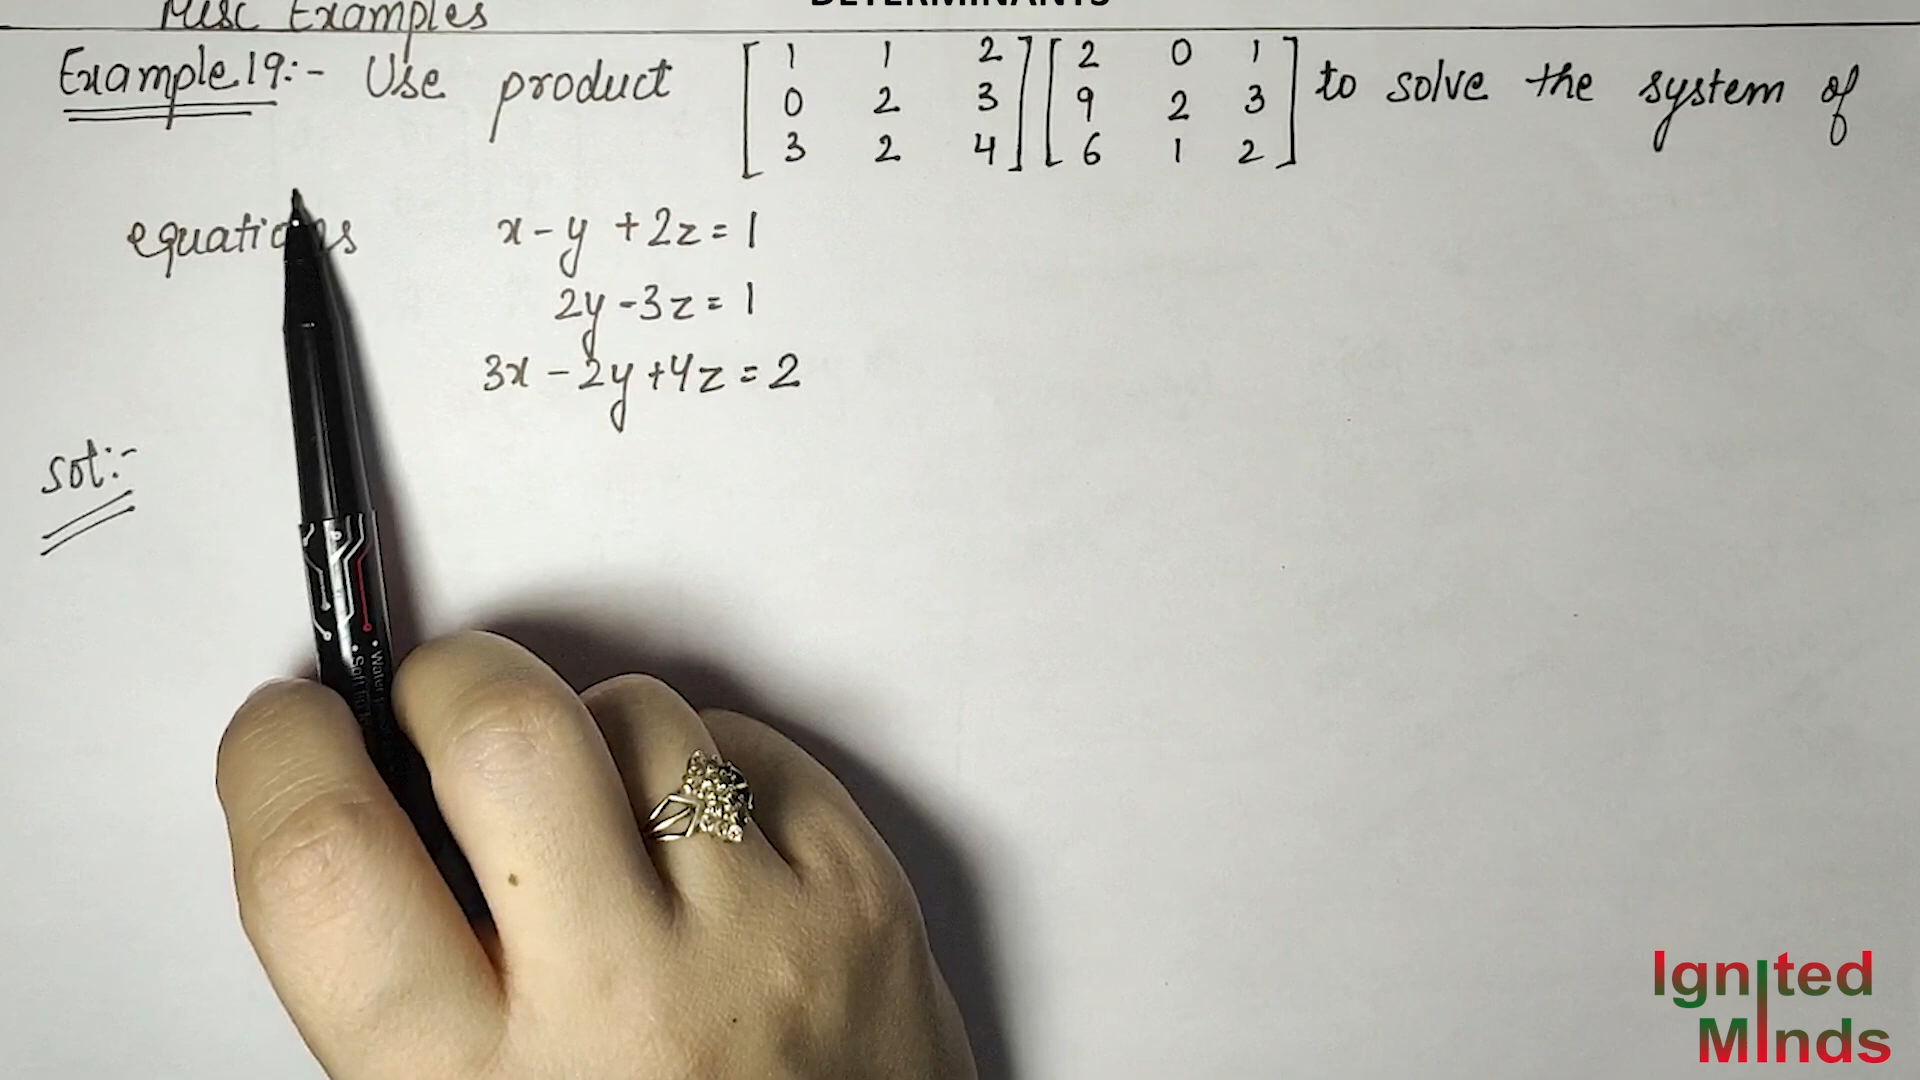 DETERMINANTS
Misc Examples
Example 19:- Use product [1 1 2] [2 0 1] to solve the system of
[0 2 3] [9 2 3]
[3 2 4] [6 1 2]
equations x - y + 2z = 1
2y - 3z = 1
3x - 2y + 4z = 2
Sol:-
Ignited
Minds